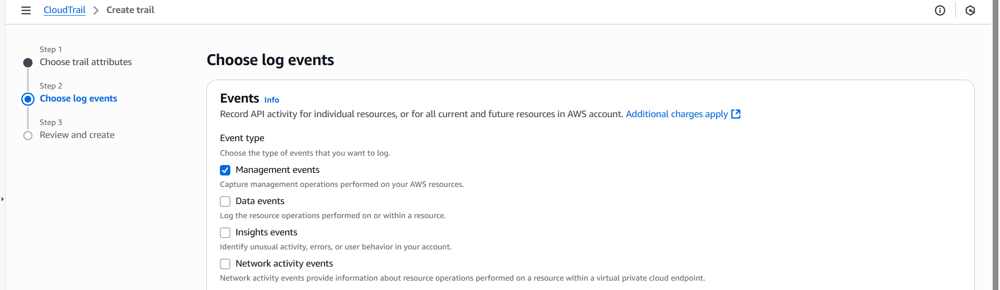 CloudTrail > Create trail
Step 1
Choose trail attributes
Step 2
Choose log events
Step 3
Review and create
Choose log events
Events Info
Record API activity for individual resources, or for all current and future resources in AWS account. Additional charges apply
Event type
Choose the type of events that you want to log.
Management events
Capture management operations performed on your AWS resources.
Data events
Log the resource operations performed on or within a resource.
Insights events
Identify unusual activity, errors, or user behavior in your account.
Network activity events
Network activity events provide information about resource operations performed on a resource within a virtual private cloud endpoint.